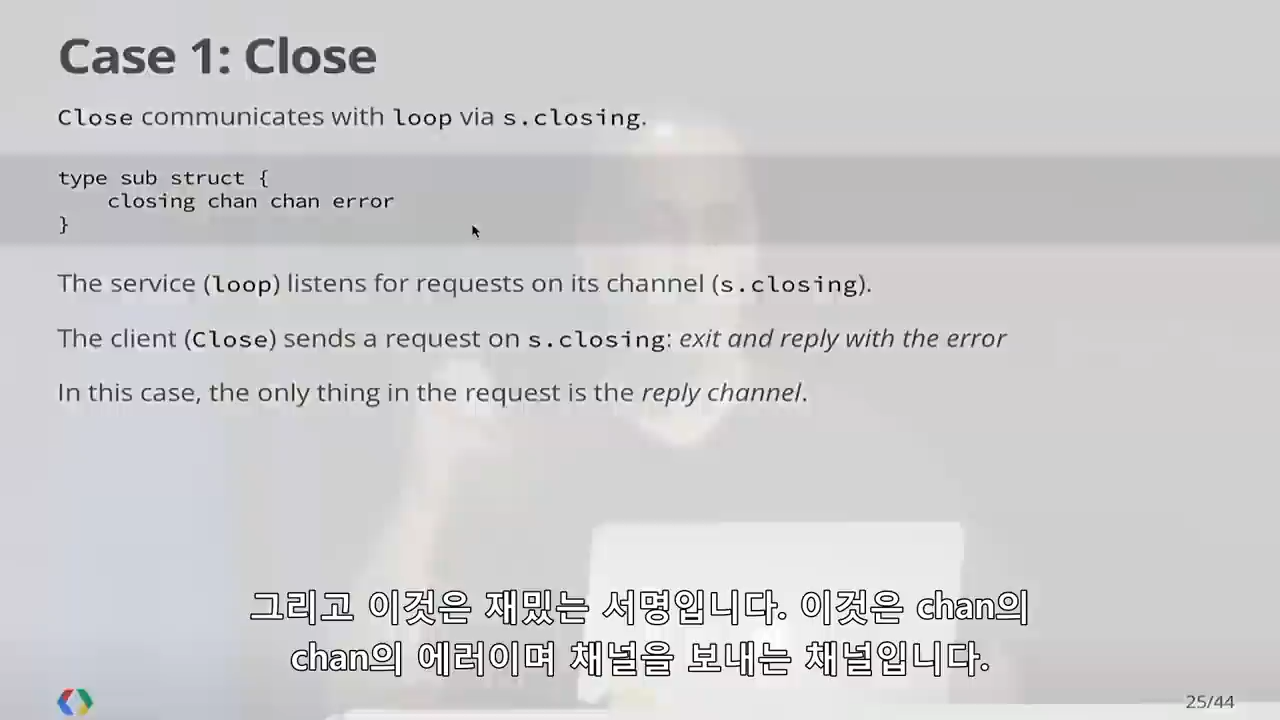 Case 1: Close
Close communicates with loop via s.closing.
type sub struct {
    closing chan chan error
}
The service (loop) listens for requests on its channel (s.closing).
The client (Close) sends a request on s.closing: exit and reply with the error
In this case, the only thing in the request is the reply channel.
그리고 이것은 재밌는 서명입니다. 이것은 chan의
chan의 에러이며 채널을 보내는 채널입니다.
25/44